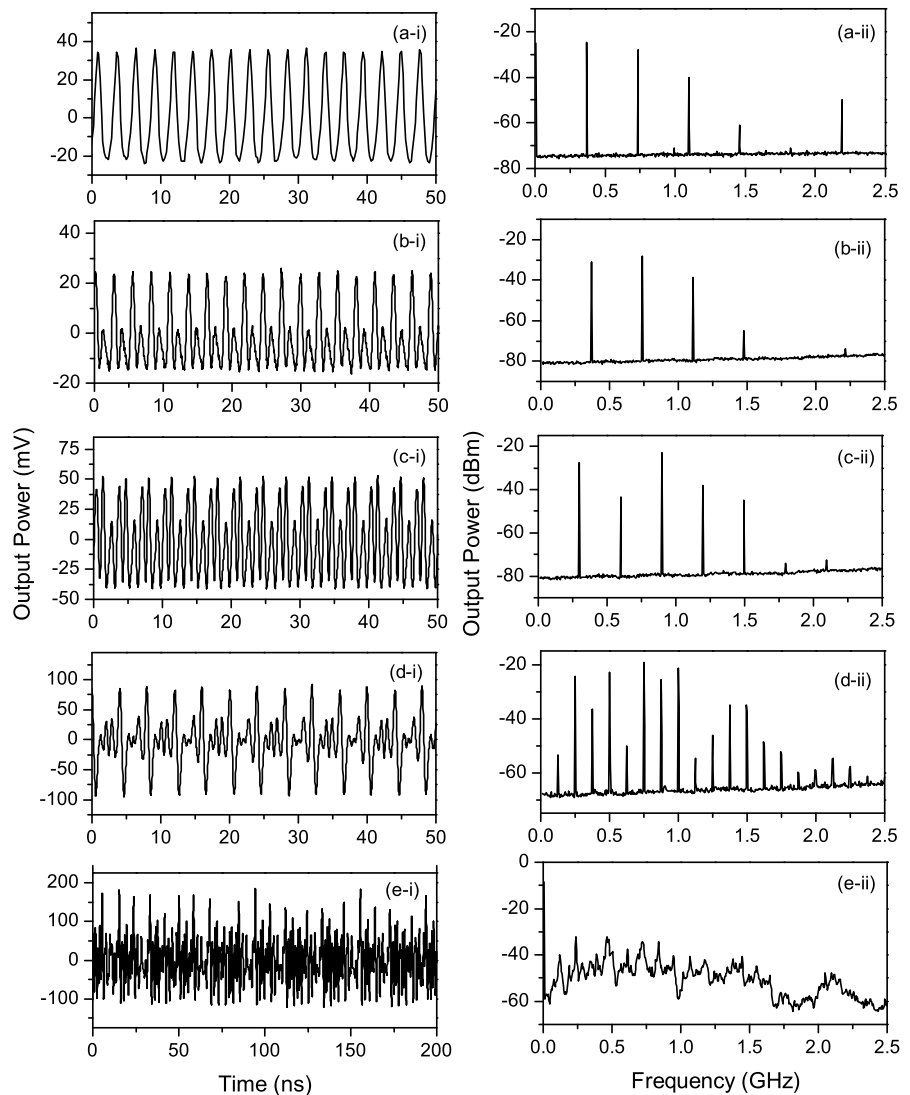 (a-i)
40
20
0
-20
0 10 20 30 40 50
(a-ii)
-20
-40
-60
-80
0.0 0.5 1.0 1.5 2.0 2.5
(b-i)
40
20
0
-20
0 10 20 30 40 50
(b-ii)
-20
-40
-60
-80
0.0 0.5 1.0 1.5 2.0 2.5
(c-i)
75
50
25
0
-25
-50
0 10 20 30 40 50
(c-ii)
-20
-40
-60
-80
0.0 0.5 1.0 1.5 2.0 2.5
(d-i)
100
50
0
-50
-100
0 10 20 30 40 50
(d-ii)
-20
-40
-60
0.0 0.5 1.0 1.5 2.0 2.5
(e-i)
200
100
0
-100
0 50 100 150 200
(e-ii)
0
-20
-40
-60
0.0 0.5 1.0 1.5 2.0 2.5
Output Power (mV)
Output Power (dBm)
Time (ns)
Frequency (GHz)